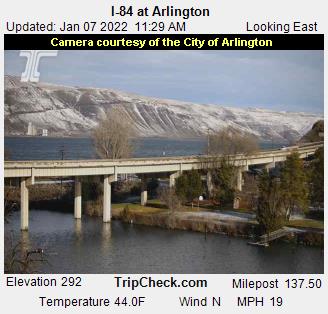 I-84 at Arlington
Updated: Jan 07 2022 11:29 AM Looking East
Camera courtesy of the City of Arlington
Elevation 292 TripCheck.com Milepost 137.50
Temperature 44.0F Wind N MPH 19